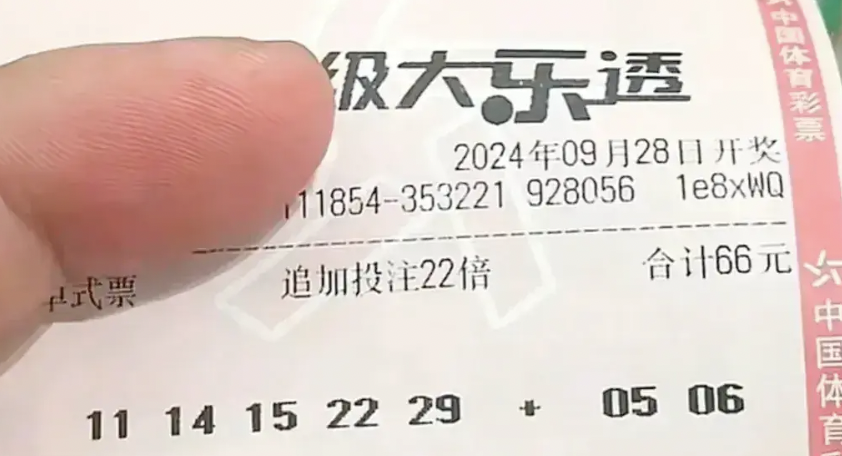 级大乐透
2024年09月28日开奖
11854-353221 928056 1e8xWQ
式票 追加投注22倍 合计66元
11 14 15 22 29 + 05 06
中国体育彩票
中国体育